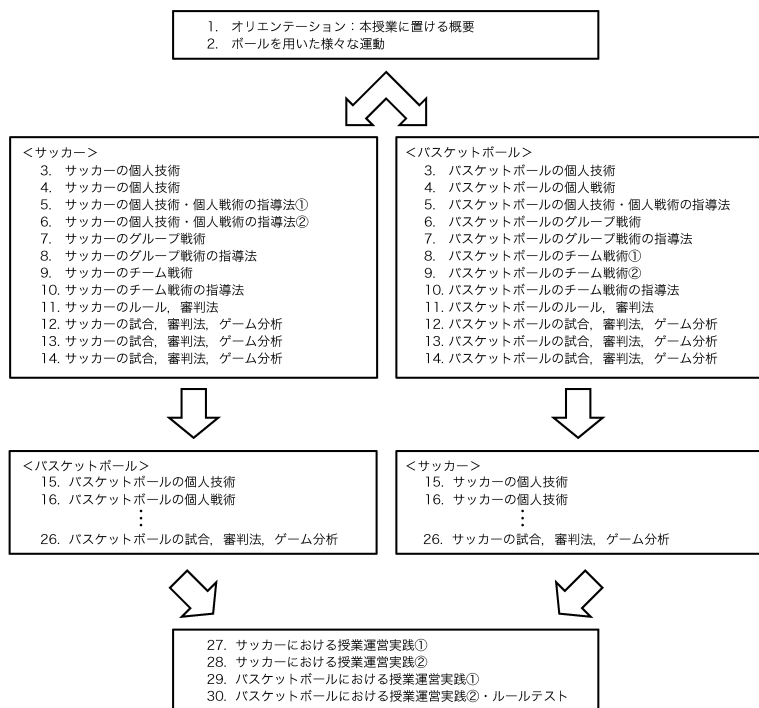 1. オリエンテーション：本授業に置ける概要
2. ボールを用いた様々な運動
＜サッカー＞
3. サッカーの個人技術
4. サッカーの個人技術
5. サッカーの個人技術・個人戦術の指導法①
6. サッカーの個人技術・個人戦術の指導法②
7. サッカーのグループ戦術
8. サッカーのグループ戦術の指導法
9. サッカーのチーム戦術
10. サッカーのチーム戦術の指導法
11. サッカーのルール，審判法
12. サッカーの試合，審判法，ゲーム分析
13. サッカーの試合，審判法，ゲーム分析
14. サッカーの試合，審判法，ゲーム分析
＜バスケットボール＞
3. バスケットボールの個人技術
4. バスケットボールの個人戦術
5. バスケットボールの個人技術・個人戦術の指導法
6. バスケットボールのグループ戦術
7. バスケットボールのグループ戦術の指導法
8. バスケットボールのチーム戦術①
9. バスケットボールのチーム戦術②
10. バスケットボールのチーム戦術の指導法
11. バスケットボールのルール，審判法
12. バスケットボールの試合，審判法，ゲーム分析
13. バスケットボールの試合，審判法，ゲーム分析
14. バスケットボールの試合，審判法，ゲーム分析
＜バスケットボール＞
15. バスケットボールの個人技術
16. バスケットボールの個人戦術
⋮
26. バスケットボールの試合，審判法，ゲーム分析
＜サッカー＞
15. サッカーの個人技術
16. サッカーの個人技術
⋮
26. サッカーの試合，審判法，ゲーム分析
27. サッカーにおける授業運営実践①
28. サッカーにおける授業運営実践②
29. バスケットボールにおける授業運営実践①
30. バスケットボールにおける授業運営実践②・ルールテスト